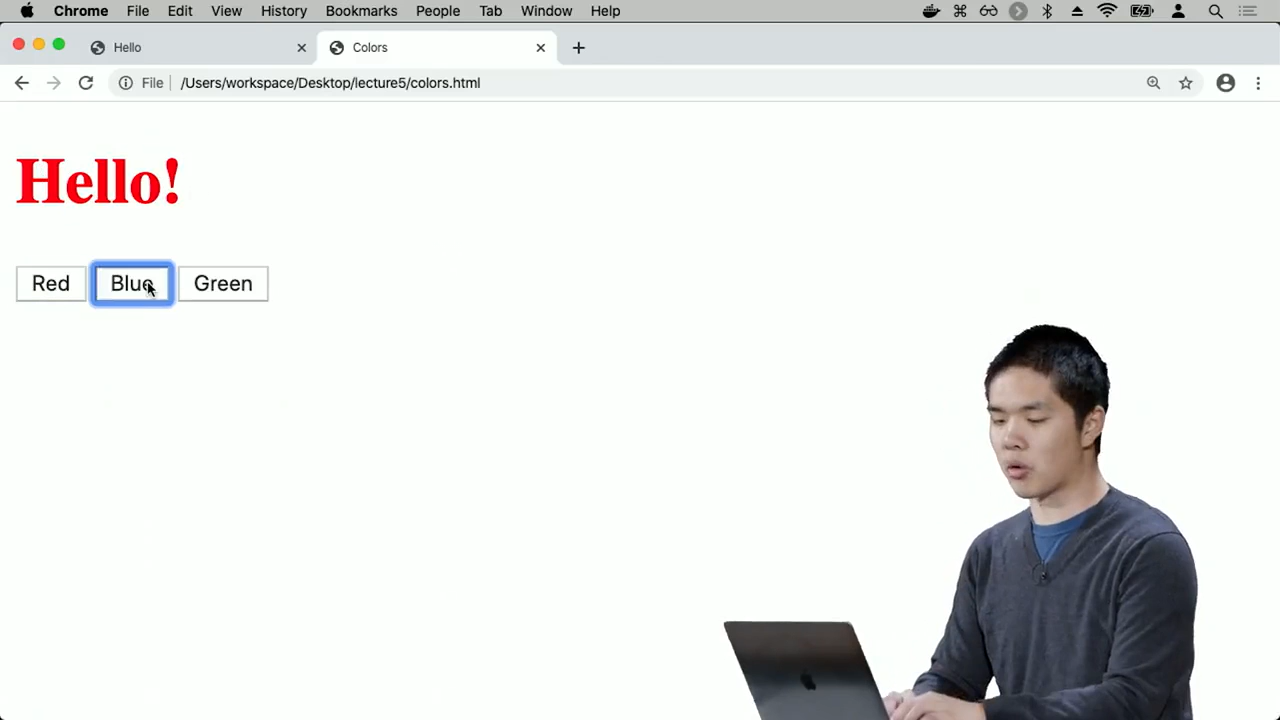 Chrome File Edit View History Bookmarks People Tab Window Help
Hello Colors
File /Users/workspace/Desktop/lecture5/colors.html
Hello!
Red Blue Green